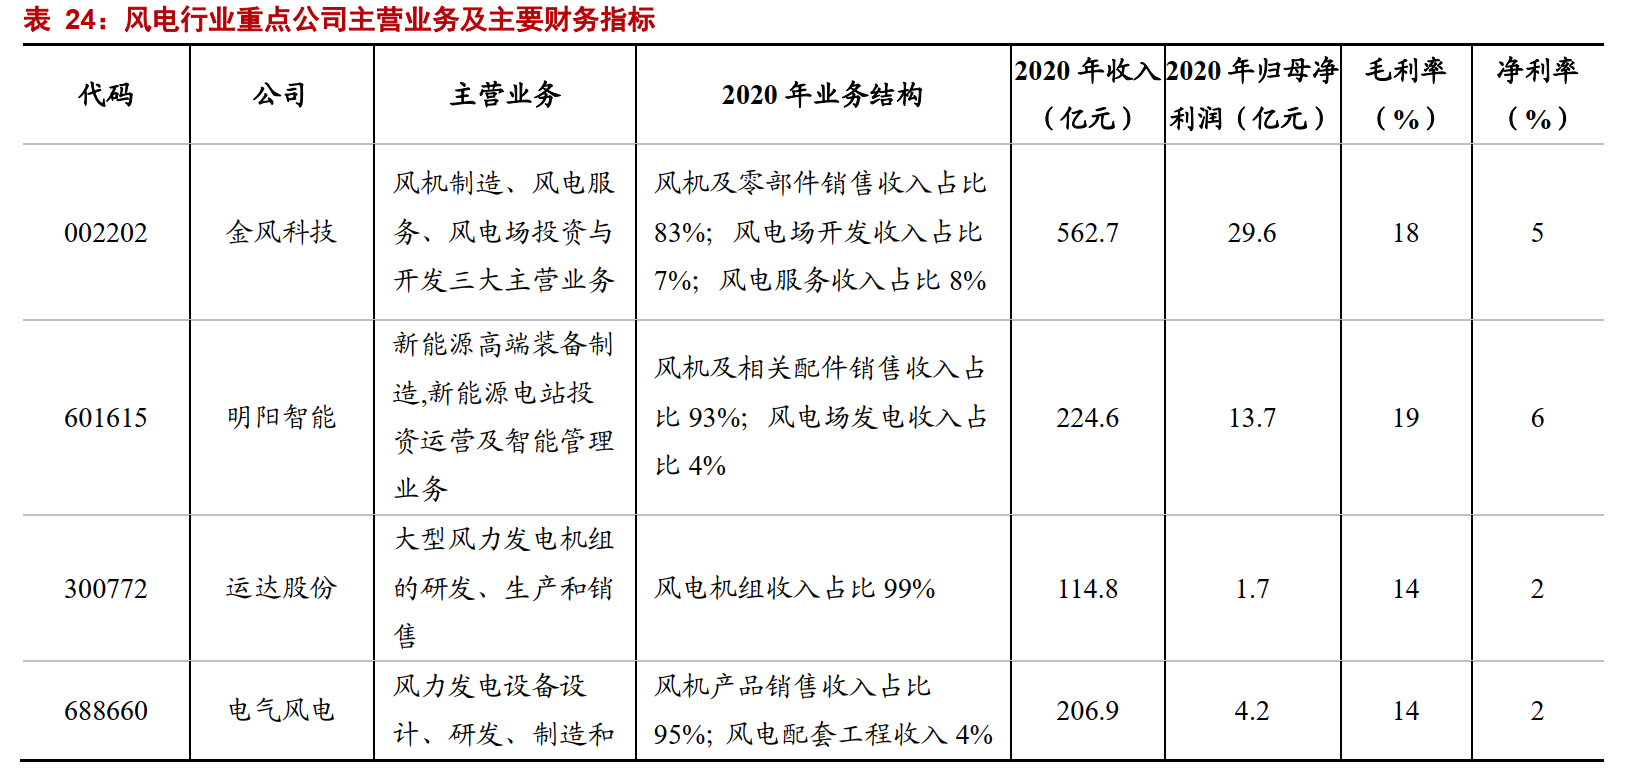 表 24：风电行业重点公司主营业务及主要财务指标
代码
公司
主营业务
2020 年业务结构
2020 年收入
（亿元）
2020 年归母净
利润（亿元）
毛利率
（%）
净利率
（%）
002202
金风科技
风机制造、风电服
务、风电场投资与
开发三大主营业务
风机及零部件销售收入占比
83%；风电场开发收入占比
7%；风电服务收入占比 8%
562.7
29.6
18
5
601615
明阳智能
新能源高端装备制
造,新能源电站投
资运营及智能管理
业务
风机及相关配件销售收入占
比 93%；风电场发电收入占
比 4%
224.6
13.7
19
6
300772
运达股份
大型风力发电机组
的研发、生产和销
售
风电机组收入占比 99%
114.8
1.7
14
2
688660
电气风电
风力发电设备设
计、研发、制造和
风机产品销售收入占比
95%；风电配套工程收入 4%
206.9
4.2
14
2